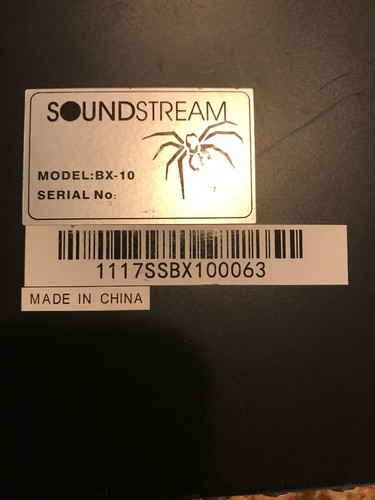 SOUNDSTREAM
MODEL:BX-10
SERIAL No:
1117SSBX100063
MADE IN CHINA